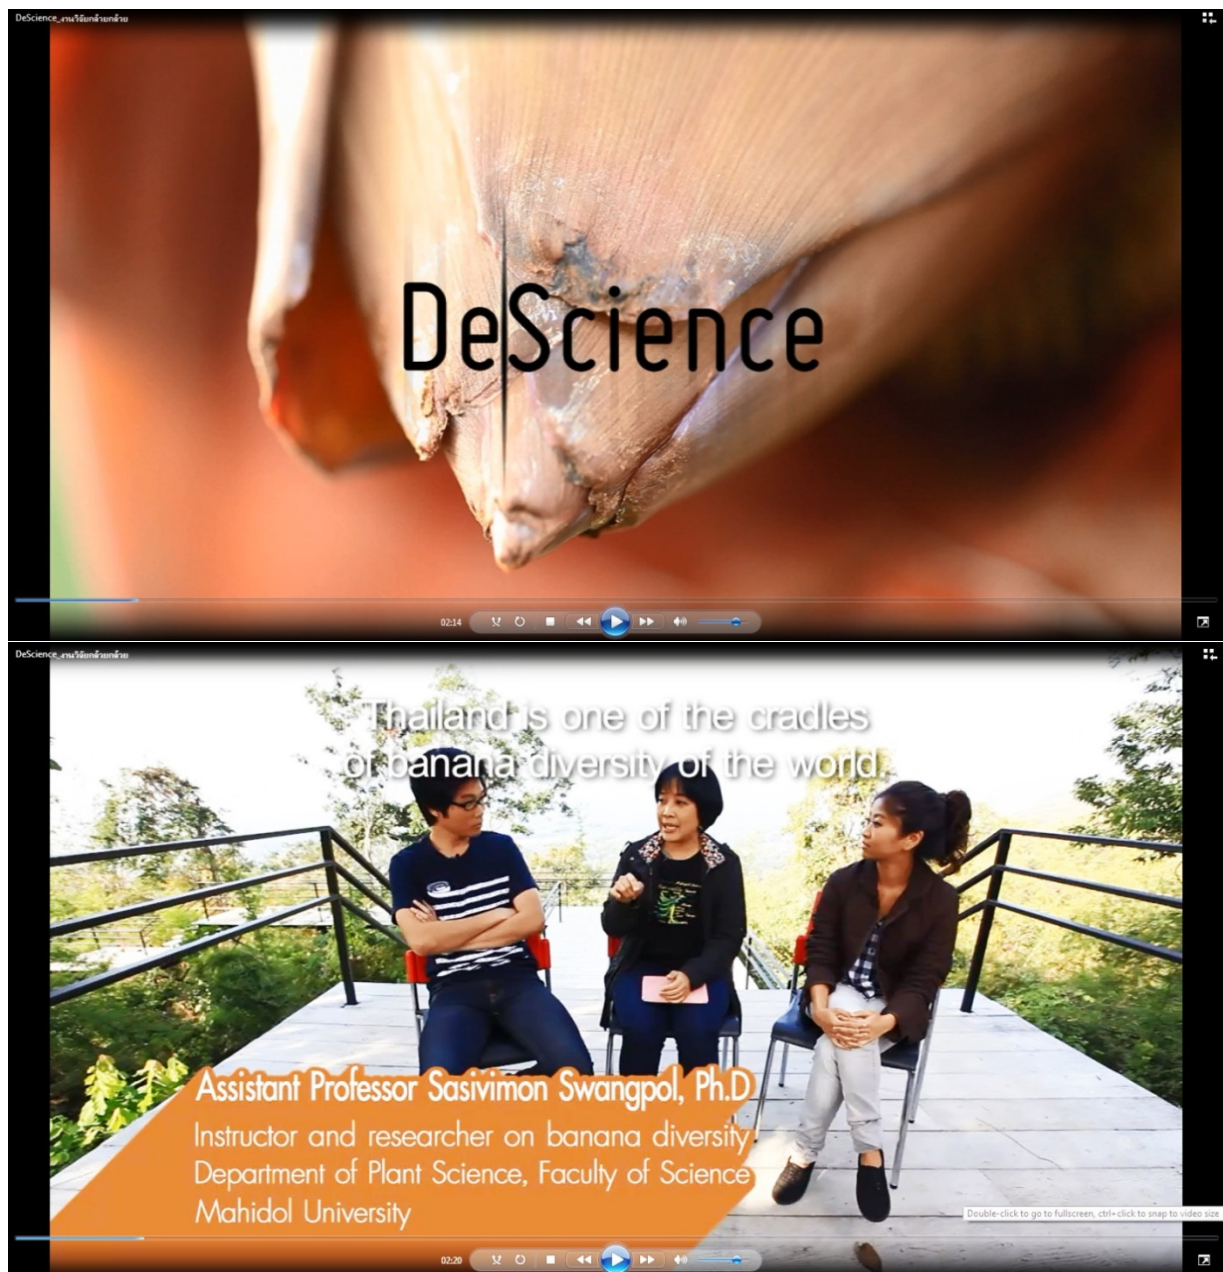 DeScience_งานวิจัยกล้วยกล้วย
DeScience
02:14
DeScience_งานวิจัยกล้วยกล้วย
Thailand is one of the cradles
of banana diversity of the world.
Assistant Professor Sasivimon Swangpol, Ph.D
Instructor and researcher on banana diversity
Department of Plant Science, Faculty of Science
Mahidol University
Double-click to go to fullscreen, ctrl+click to snap to video size
02:20